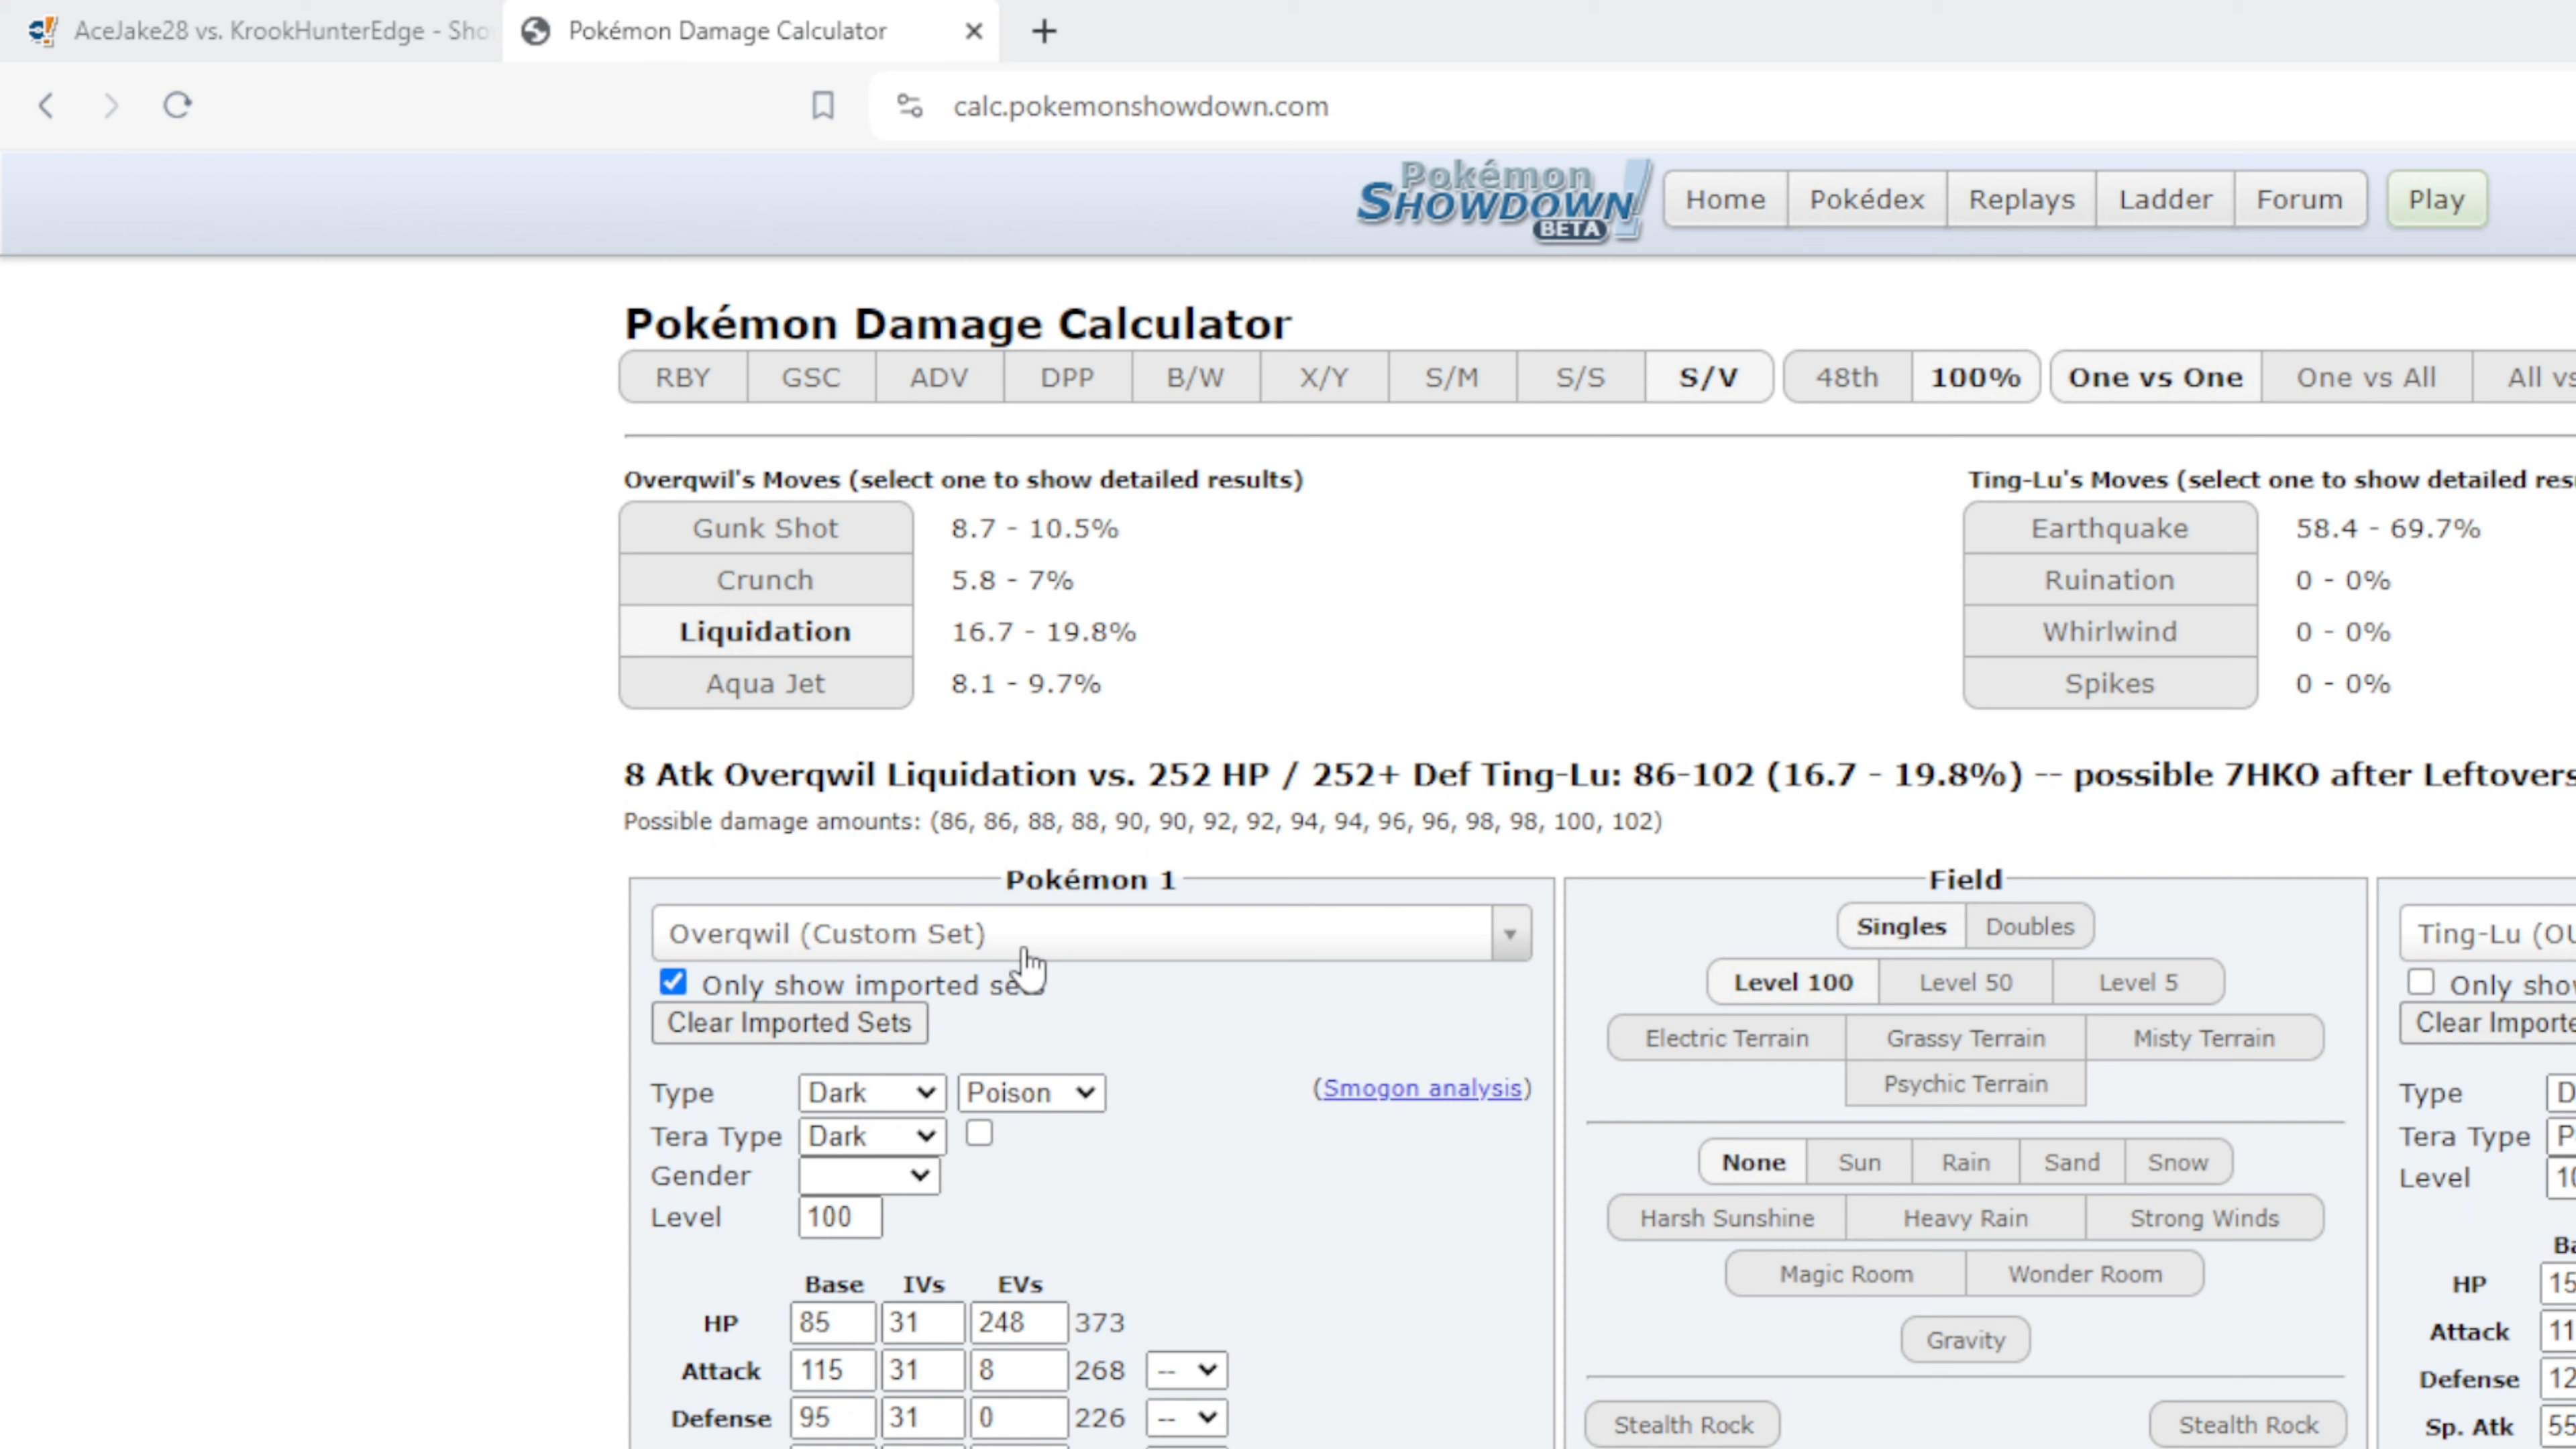 AceJake28 vs. KrookHunterEdge - Sho
Pokémon Damage Calculator
calc.pokemonshowdown.com
Pokémon SHOWDOWN! BETA
Home Pokédex Replays Ladder Forum Play
Pokémon Damage Calculator
RBY GSC ADV DPP B/W X/Y S/M S/S S/V 48th 100% One vs One One vs All All vs
Overqwil's Moves (select one to show detailed results) Ting-Lu's Moves (select one to show detailed res
Gunk Shot 8.7 - 10.5% Earthquake 58.4 - 69.7%
Crunch 5.8 - 7% Ruination 0 - 0%
Liquidation 16.7 - 19.8% Whirlwind 0 - 0%
Aqua Jet 8.1 - 9.7% Spikes 0 - 0%
8 Atk Overqwil Liquidation vs. 252 HP / 252+ Def Ting-Lu: 86-102 (16.7 - 19.8%) -- possible 7HKO after Leftovers
Possible damage amounts: (86, 86, 88, 88, 90, 90, 92, 92, 94, 94, 96, 96, 98, 98, 100, 102)
Pokémon 1 Field
Overqwil (Custom Set) Singles Doubles Ting-Lu (OU
Only show imported sets Level 100 Level 50 Level 5 Only show
Clear Imported Sets Electric Terrain Grassy Terrain Misty Terrain Clear Importe
Psychic Terrain
Type Dark Poison (Smogon analysis) Type D
Tera Type Dark None Sun Rain Sand Snow Tera Type P
Gender
Level 100 Harsh Sunshine Heavy Rain Strong Winds Level 10
Magic Room Wonder Room
Base IVs EVs Ba
HP 85 31 248 373 Gravity HP 15
Attack 115 31 8 268 -- Attack 11
Defense 95 31 0 226 -- Defense 12
Stealth Rock Stealth Rock Sp. Atk 55